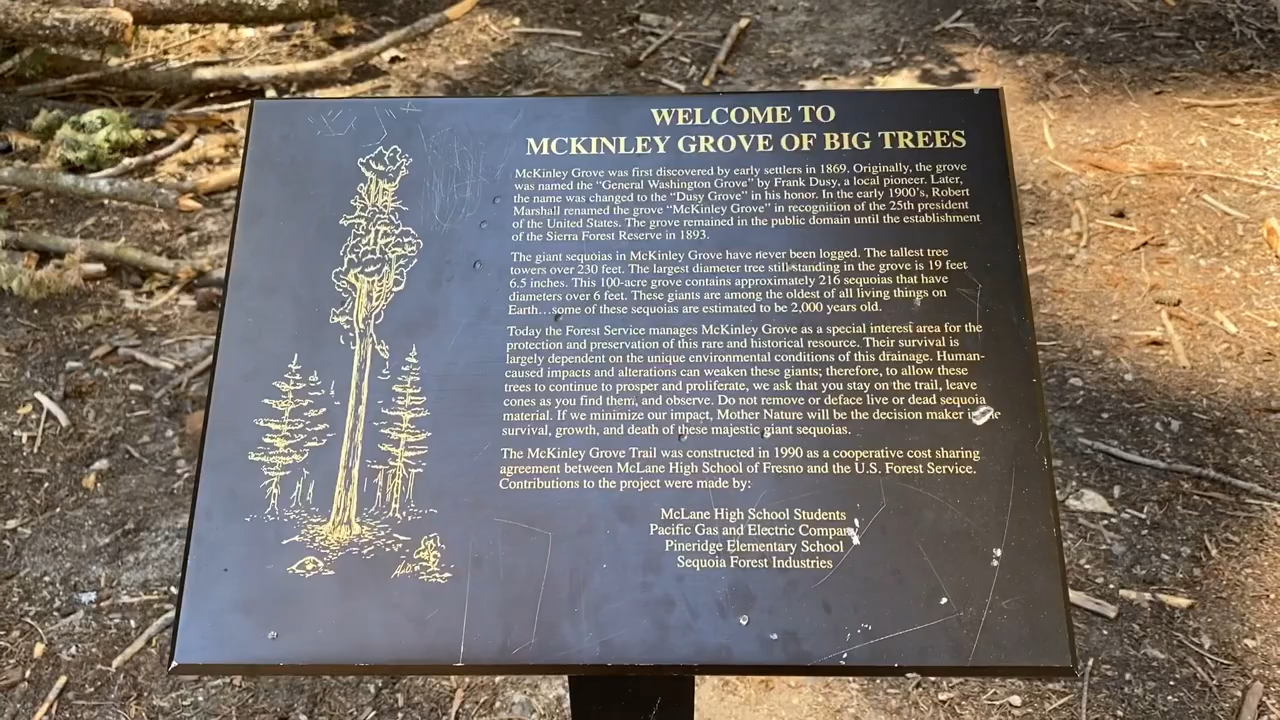 WELCOME TO
MCKINLEY GROVE OF BIG TREES
McKinley Grove was first discovered by early settlers in 1869. Originally, the grove
was named the “General Washington Grove” by Frank Dusy, a local pioneer. Later,
the name was changed to the “Dusy Grove” in his honor. In the early 1900’s, Robert
Marshall renamed the grove “McKinley Grove” in recognition of the 25th president
of the United States. The grove remained in the public domain until the establishment
of the Sierra Forest Reserve in 1893.
The giant sequoias in McKinley Grove have never been logged. The tallest tree
towers over 230 feet. The largest diameter tree still standing in the grove is 19 feet
6.5 inches. This 100-acre grove contains approximately 216 sequoias that have
diameters over 6 feet. These giants are among the oldest of all living things on
Earth…some of these sequoias are estimated to be 2,000 years old.
Today the Forest Service manages McKinley Grove as a special interest area for the
protection and preservation of this rare and historical resource. Their survival is
largely dependent on the unique environmental conditions of this drainage. Human-
caused impacts and alterations can weaken these giants; therefore, to allow these
trees to continue to prosper and proliferate, we ask that you stay on the trail, leave
cones as you find them, and observe. Do not remove or deface live or dead sequoia
material. If we minimize our impact, Mother Nature will be the decision maker
survival, growth, and death of these majestic giant sequoias.
The McKinley Grove Trail was constructed in 1990 as a cooperative cost sharing
agreement between McLane High School of Fresno and the U.S. Forest Service.
Contributions to the project were made by:
McLane High School Students
Pacific Gas and Electric Company
Pineridge Elementary School
Sequoia Forest Industries